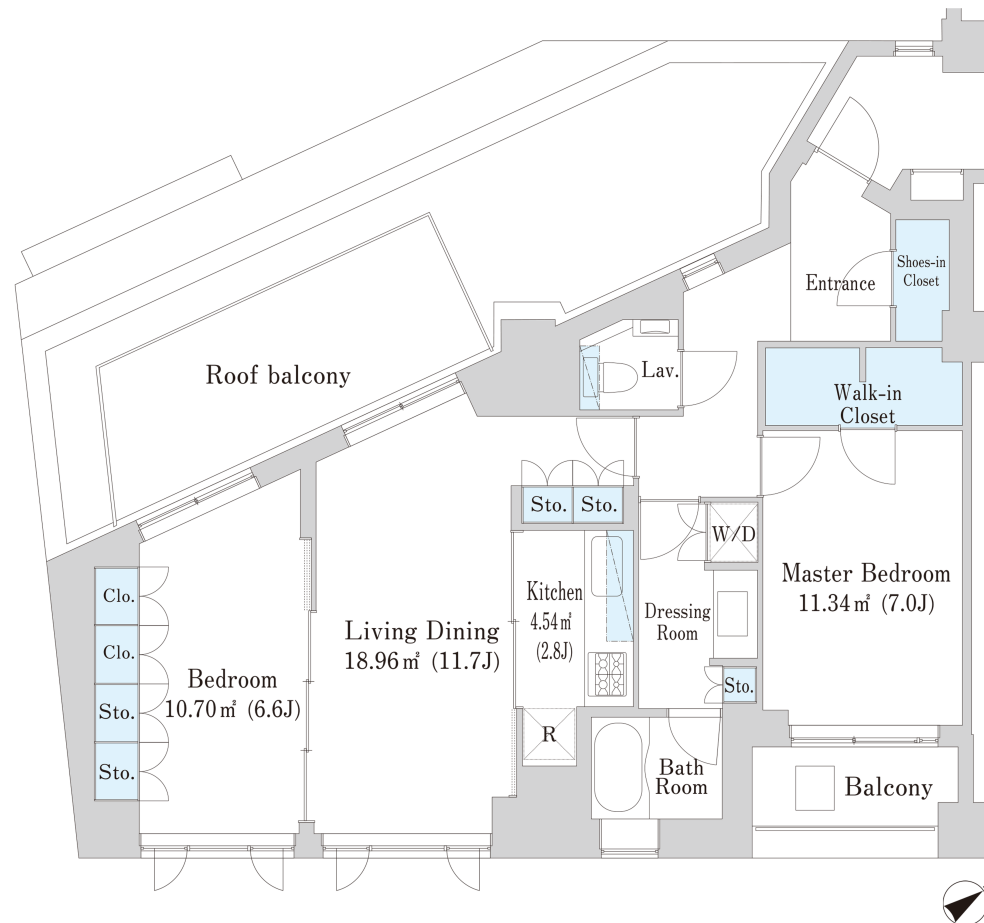 Entrance
Shoes-in
Closet
Roof balcony
Lav.
Walk-in
Closet
Sto.
Sto.
W/D
Master Bedroom
11.34㎡ (7.0J)
Clo.
Clo.
Sto.
Sto.
Bedroom
10.70㎡ (6.6J)
Living Dining
18.96㎡ (11.7J)
Kitchen
4.54㎡
(2.8J)
Dressing
Room
Sto.
R
Bath
Room
Balcony